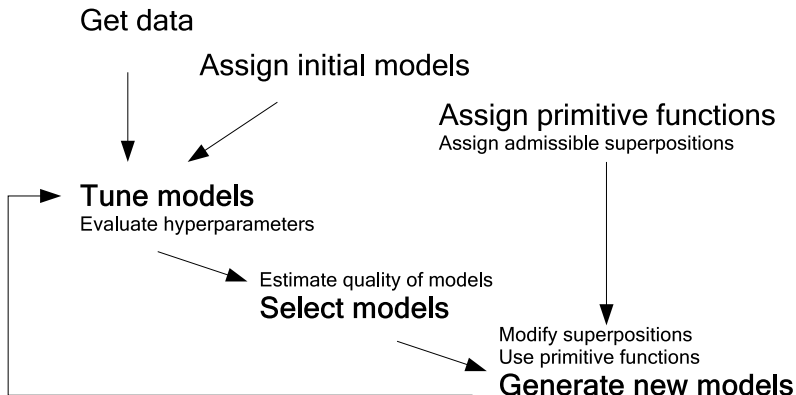 Get data
Assign initial models
Assign primitive functions
Assign admissible superpositions
Tune models
Evaluate hyperparameters
Estimate quality of models
Select models
Modify superpositions
Use primitive functions
Generate new models